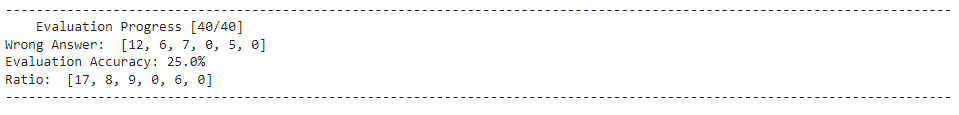 Evaluation Progress [40/40]
Wrong Answer:  [12, 6, 7, 0, 5, 0]
Evaluation Accuracy: 25.0%
Ratio:  [17, 8, 9, 0, 6, 0]